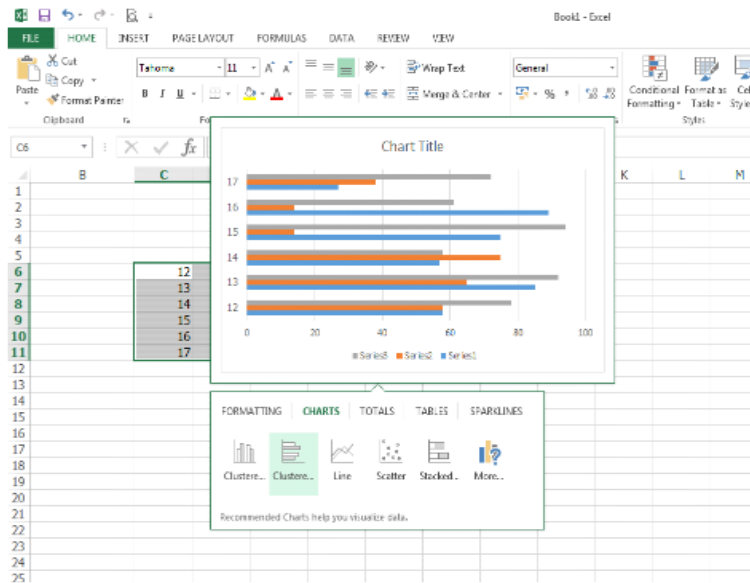 Book1 - Excel
FILE HOME INSERT PAGE LAYOUT FORMULAS DATA REVIEW VIEW
Cut
Copy
Format Painter
Paste
Clipboard
Tahoma 11
B I U
Wrap Text
Merge & Center
General
%
Conditional Formatting
Format as Table
Styles
C6
fx
B C K L M
1
2
3
4
5
6 12
7 13
8 14
9 15
10 16
11 17
12
13
14
15
16
17
18
19
20
21
22
23
24
25
Chart Title
17
16
15
14
13
12
0 20 40 60 80 100
Series3 Series2 Series1
FORMATTING CHARTS TOTALS TABLES SPARKLINES
Clustere... Clustere... Line Scatter Stacked... More...
Recommended Charts help you visualize data.